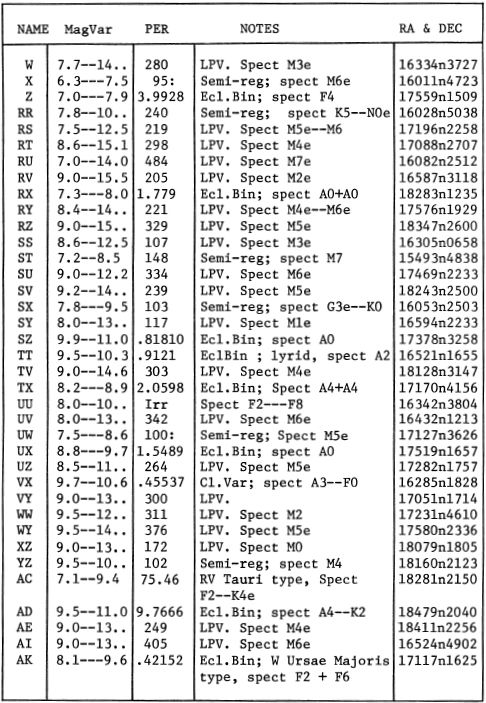 NAME MagVar PER NOTES RA & DEC
W 7.7--14.. 280 LPV. Spect M3e 16334n3727
X 6.3---7.5 95: Semi-reg; spect M6e 16011n4723
Z 7.0---7.9 3.9928 Ecl.Bin; spect F4 17559n1509
RR 7.8--10.. 240 Semi-reg; spect K5--N0e 16028n5038
RS 7.5--12.5 219 LPV. Spect M5e--M6 17196n2258
RT 8.6--15.1 298 LPV. Spect M4e 17088n2707
RU 7.0--14.0 484 LPV. Spect M7e 16082n2512
RV 9.0--15.5 205 LPV. Spect M2e 16587n3118
RX 7.3---8.0 1.779 Ecl.Bin; spect A0+A0 18283n1235
RY 8.4--14.. 221 LPV. Spect M4e--M6e 17576n1929
RZ 9.0--15.. 329 LPV. Spect M5e 18347n2600
SS 8.6--12.5 107 LPV. Spect M3e 16305n0658
ST 7.2--8.5 148 Semi-reg; spect M7 15493n4838
SU 9.0--12.2 334 LPV. Spect M6e 17469n2233
SV 9.2--14.. 239 LPV. Spect M5e 18243n2500
SX 7.8---9.5 103 Semi-reg; spect G3e--K0 16053n2503
SY 8.0--13.. 117 LPV. Spect M1e 16594n2233
SZ 9.9--11.0 .81810 Ecl.Bin; spect A0 17378n3258
TT 9.5--10.3 .9121 EclBin ; lyrid, spect A2 16521n1655
TV 9.0--14.6 303 LPV. Spect M4e 18128n3147
TX 8.2---8.9 2.0598 Ecl.Bin; Spect A4+A4 17170n4156
UU 8.0--10.. Irr Spect F2---F8 16342n3804
UV 8.0--13.. 342 LPV. Spect M6e 16432n1213
UW 7.5---8.6 100: Semi-reg; Spect M5e 17127n3626
UX 8.8---9.7 1.5489 Ecl.Bin; spect A0 17519n1657
UZ 8.5--11.. 264 LPV. Spect M5e 17282n1757
VX 9.7--10.6 .45537 Cl.Var; spect A3--F0 16285n1828
VY 9.0--13.. 300 LPV. 17051n1714
WW 9.5--12.. 311 LPV. Spect M2 17231n4610
WY 9.5--14.. 376 LPV. Spect M5e 17580n2336
XZ 9.0--13.. 172 LPV. Spect M0 18079n1805
YZ 9.5--10.. 102 Semi-reg; spect M4 18160n2123
AC 7.1--9.4 75.46 RV Tauri type, Spect 18281n2150
F2--K4e
AD 9.5--11.0 9.7666 Ecl.Bin; spect A4--K2 18479n2040
AE 9.0--13.. 249 LPV. Spect M4e 18411n2256
AI 9.0--13.. 405 LPV. Spect M6e 16524n4902
AK 8.1---9.6 .42152 Ecl.Bin; W Ursae Majoris 17117n1625
type, spect F2 + F6